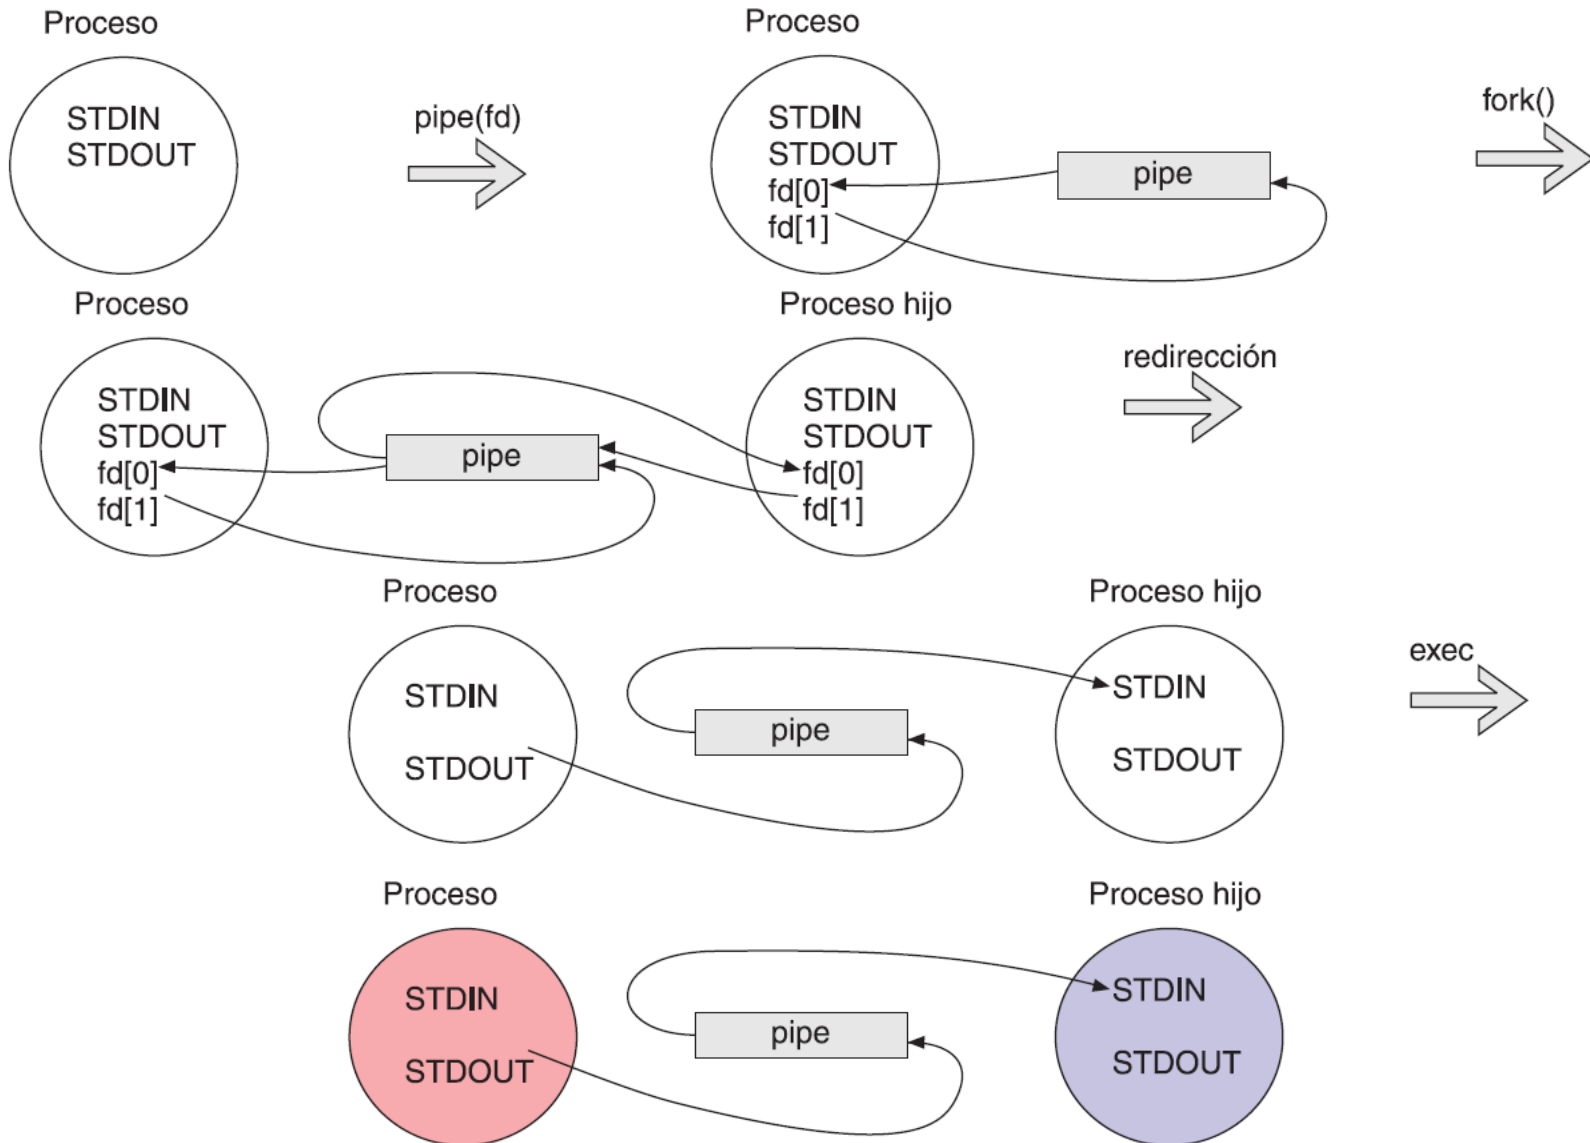 Proceso
STDIN
STDOUT
pipe(fd)
Proceso
STDIN
STDOUT
fd[0]
fd[1]
pipe
fork()
Proceso
STDIN
STDOUT
fd[0]
fd[1]
pipe
Proceso hijo
STDIN
STDOUT
fd[0]
fd[1]
redirección
Proceso
STDIN
STDOUT
pipe
Proceso hijo
STDIN
STDOUT
exec
Proceso
STDIN
STDOUT
pipe
Proceso hijo
STDIN
STDOUT